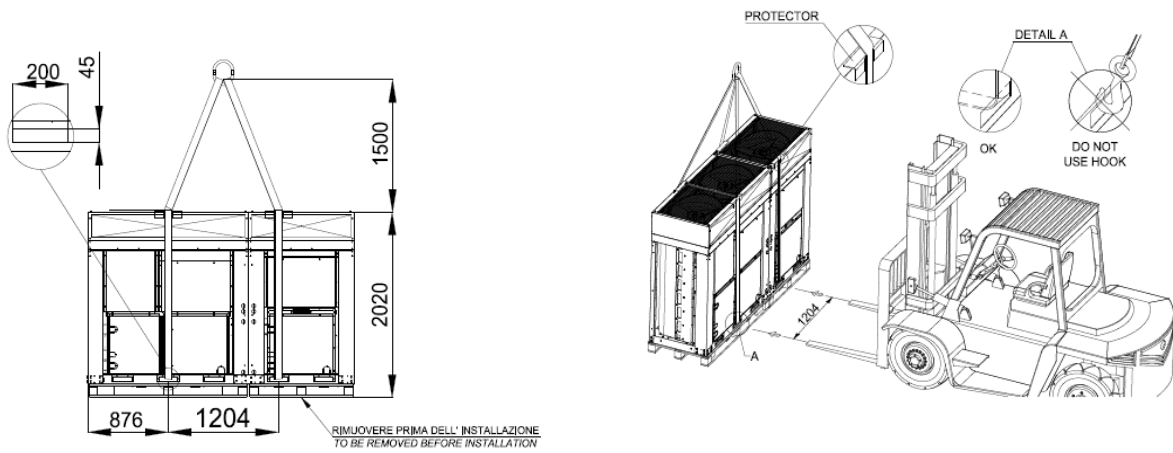 200
45
1500
2020
876
1204
RIMUOVERE PRIMA DELL' INSTALLAZIONE
TO BE REMOVED BEFORE INSTALLATION
PROTECTOR
DETAIL A
OK
DO NOT
USE HOOK
1204
A